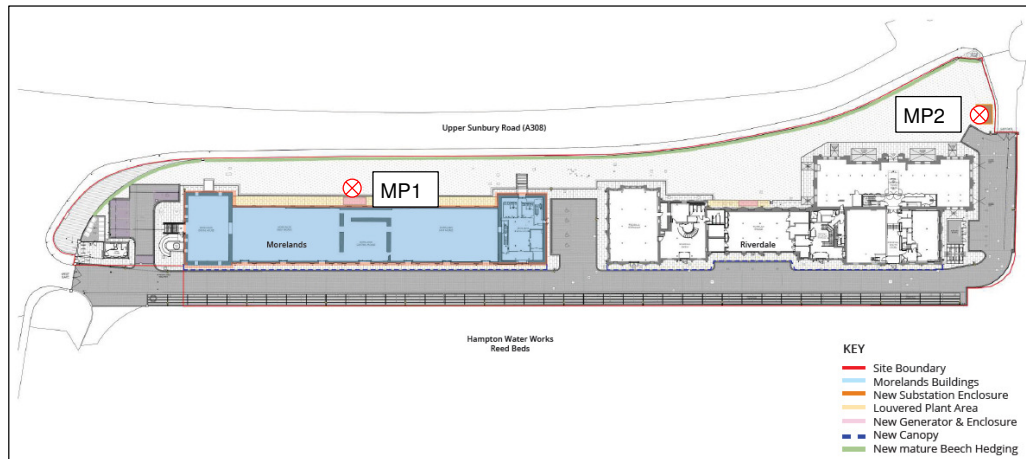 MP2
Upper Sunbury Road (A308)
MP1
Morelands
Riverdale
Hampton Water Works
Reed Beds
KEY
Site Boundary
Morelands Buildings
New Substation Enclosure
Louvered Plant Area
New Generator & Enclosure
New Canopy
New mature Beech Hedging